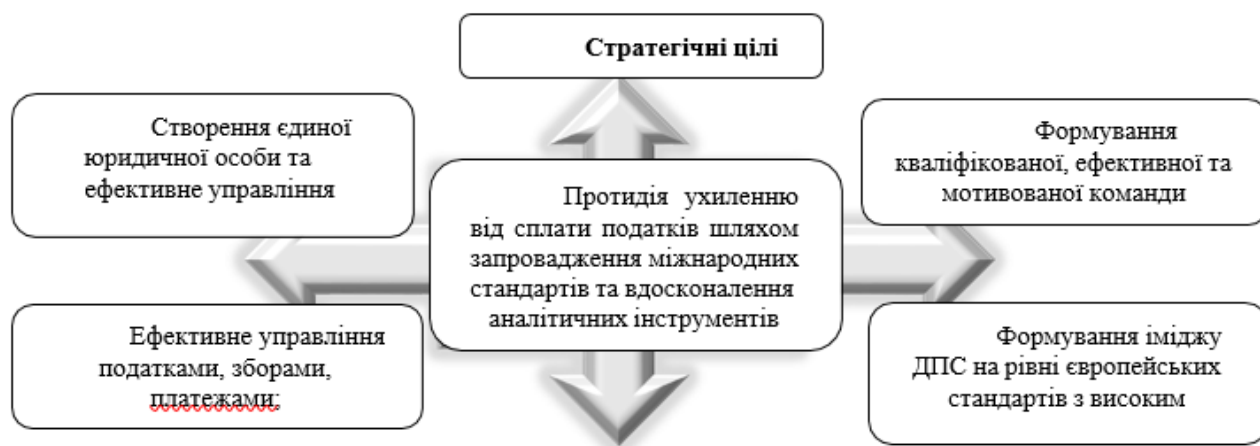 Стратегічні цілі
Створення єдиної
юридичної особи та
ефективне управління
Формування
кваліфікованої, ефективної та
мотивованої команди
Протидія ухиленню
від сплати податків шляхом
запровадження міжнародних
стандартів та вдосконалення
аналітичних інструментів
Ефективне управління
податками, зборами,
платежами;
Формування іміджу
ДПС на рівні європейських
стандартів з високим